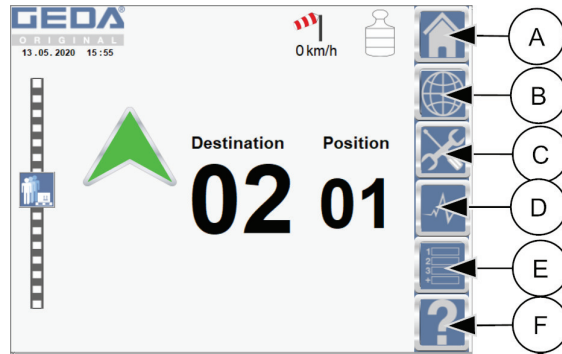 GEDA
ORIGINAL
13.05.2020 15:55
0 km/h
Destination Position
02 01
A
B
C
D
E
1
2
3
+
F
?